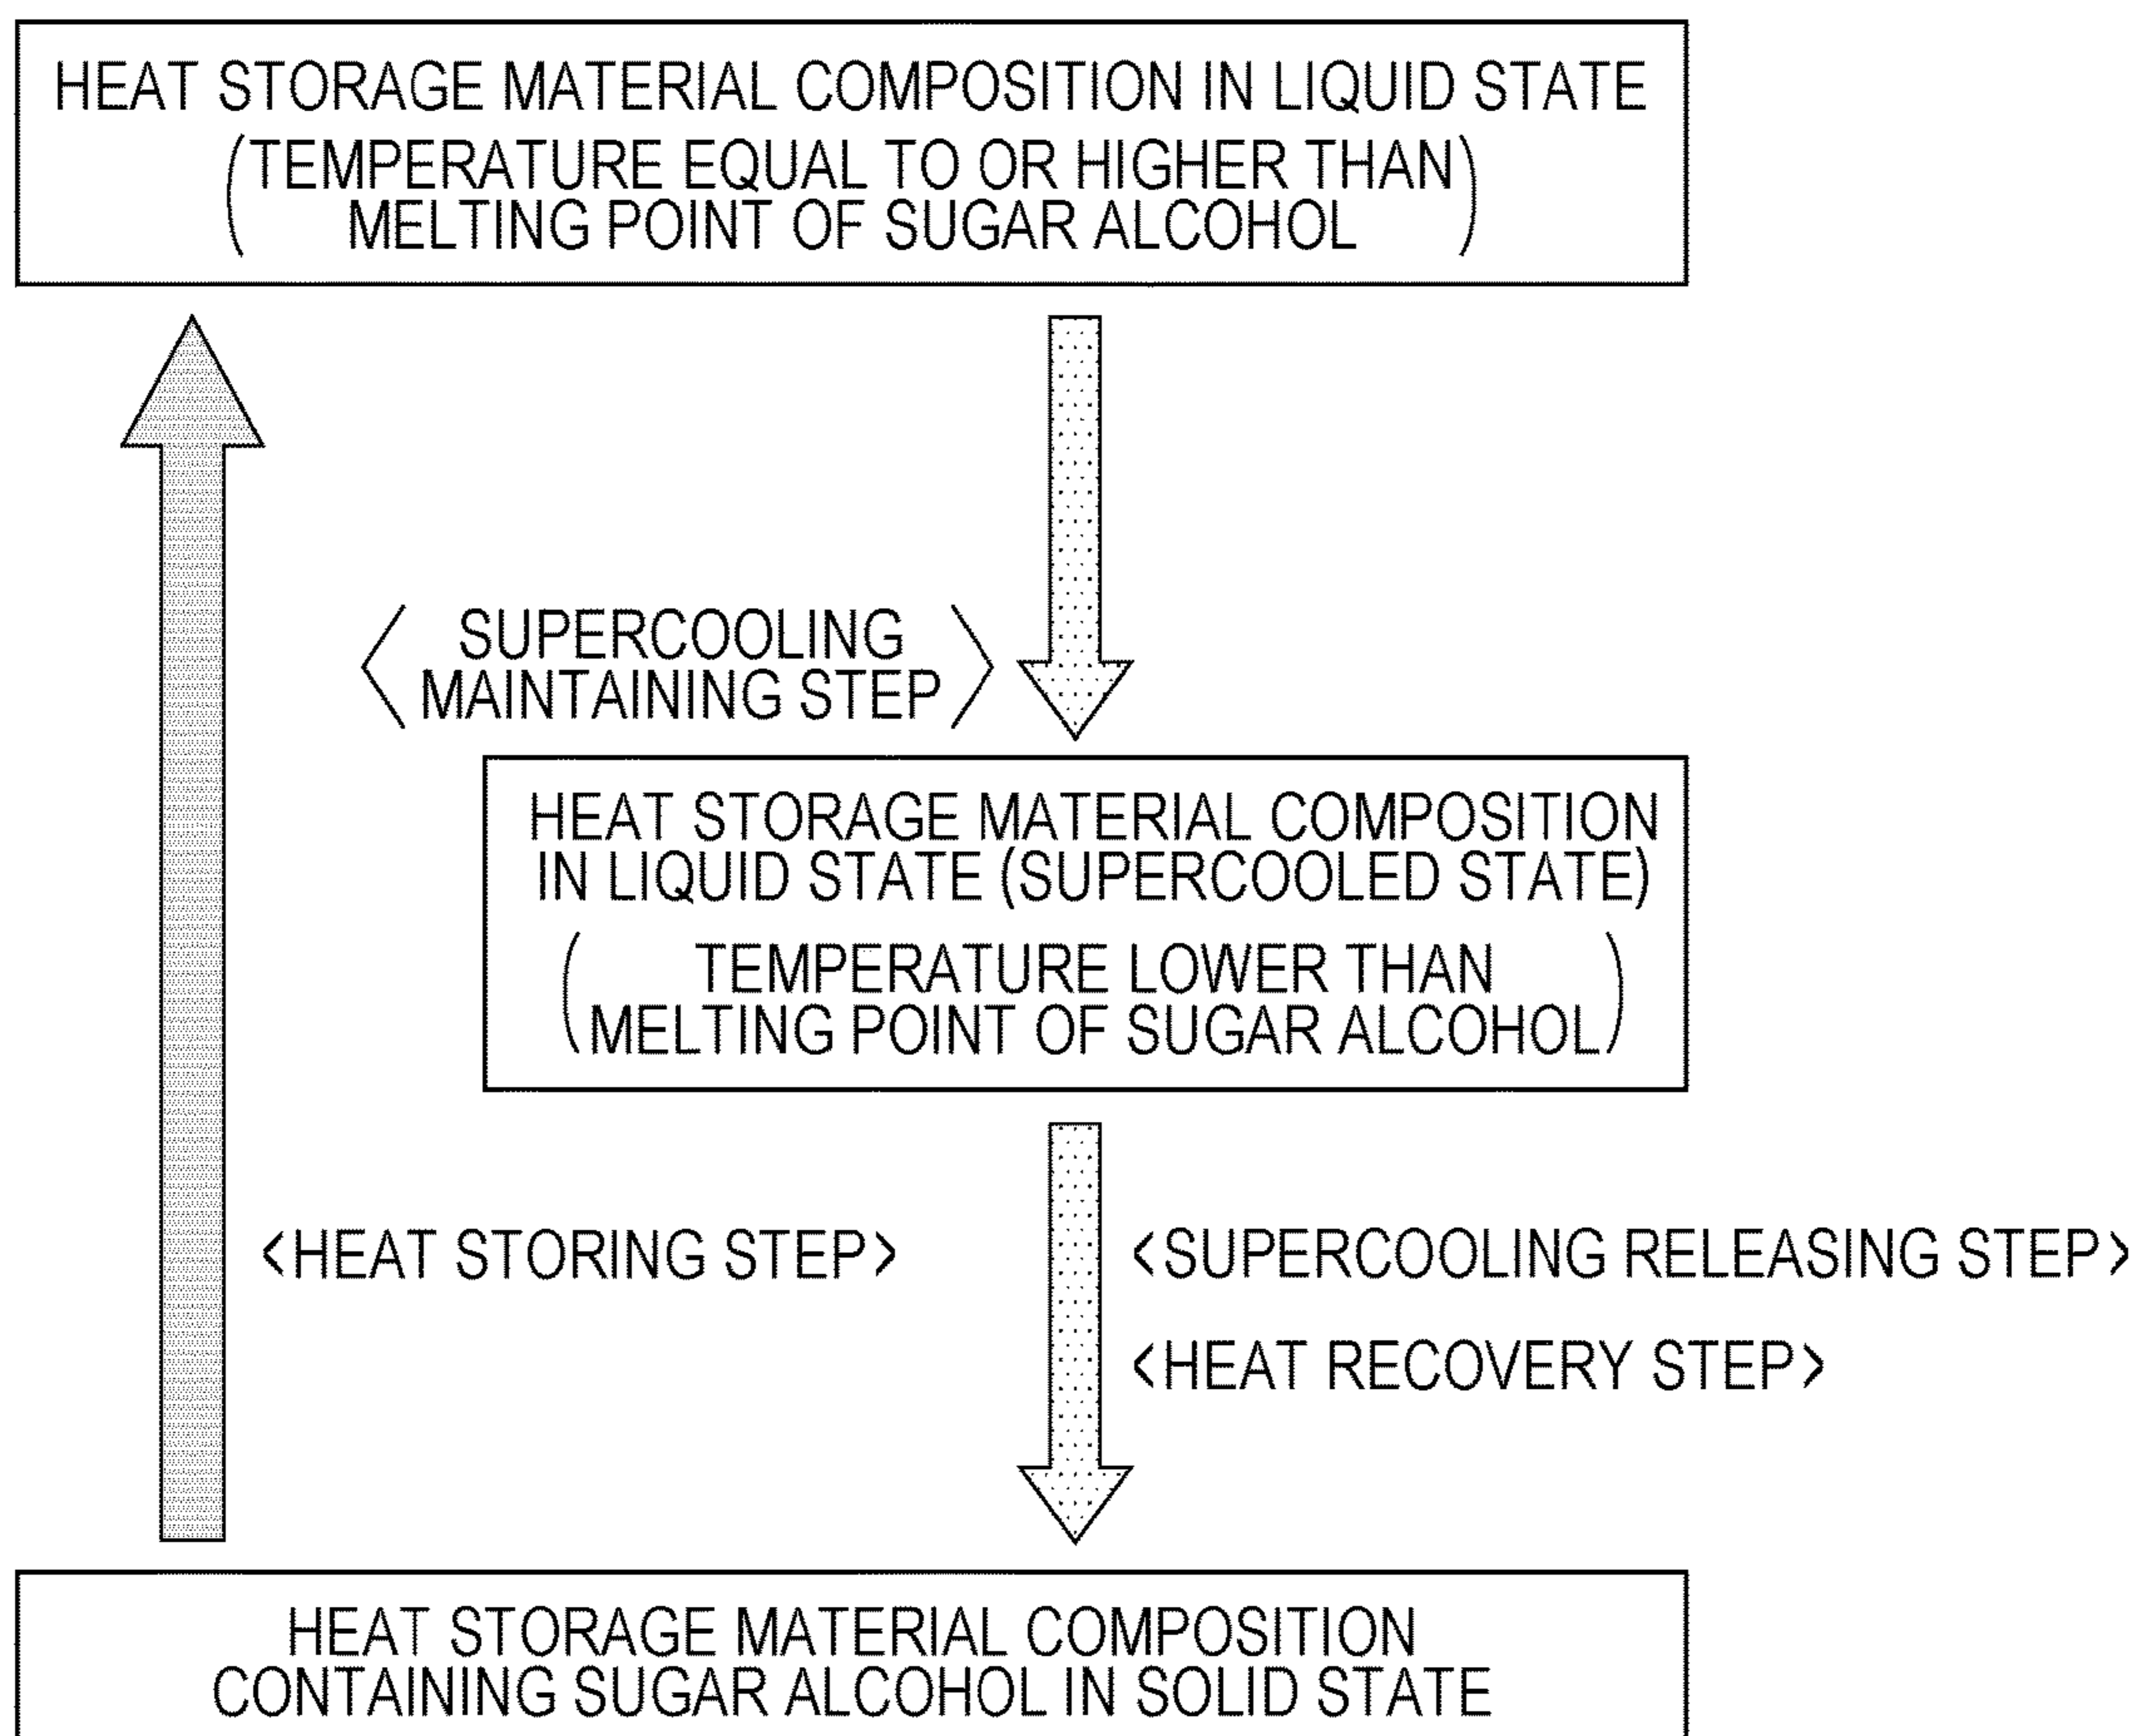 HEAT STORAGE MATERIAL COMPOSITION IN LIQUID STATE
(TEMPERATURE EQUAL TO OR HIGHER THAN
MELTING POINT OF SUGAR ALCOHOL)
<SUPERCOOLING
MAINTAINING STEP>
HEAT STORAGE MATERIAL COMPOSITION
IN LIQUID STATE (SUPERCOOLED STATE)
(TEMPERATURE LOWER THAN
MELTING POINT OF SUGAR ALCOHOL)
<HEAT STORING STEP>
<SUPERCOOLING RELEASING STEP>
<HEAT RECOVERY STEP>
HEAT STORAGE MATERIAL COMPOSITION
CONTAINING SUGAR ALCOHOL IN SOLID STATE